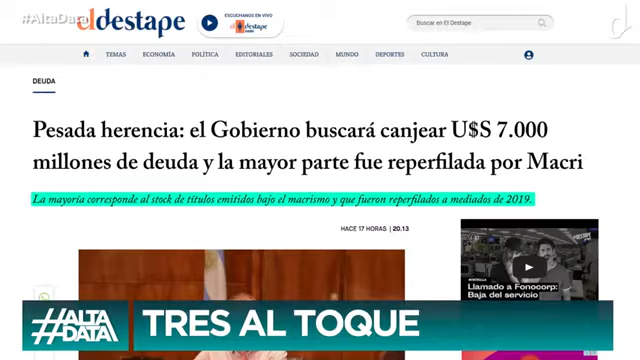 #AltaData
eldestape
ESCUCHANOS EN VIVO
el destape
Buscar en El Destape
TEMAS ECONOMÍA POLÍTICA EDITORIALES SOCIEDAD MUNDO DEPORTES CULTURA
DEUDA
Pesada herencia: el Gobierno buscará canjear U$S 7.000
millones de deuda y la mayor parte fue reperfilada por Macri
La mayoría corresponde al stock de títulos emitidos bajo el macrismo y que fueron reperfilados a mediados de 2019.
HACE 17 HORAS | 20.13
Llamado a Fonocorp:
Baja del servicio
#ALTA
DATA
TRES AL TOQUE